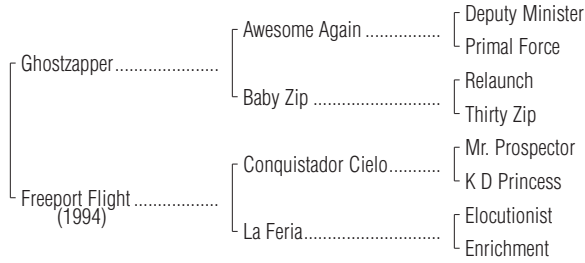 Deputy Minister
Awesome Again ................
Primal Force
Ghostzapper......................
Relaunch
Baby Zip ...........................
Thirty Zip
Mr. Prospector
Conquistador Cielo...........
K D Princess
Freeport Flight ..................
(1994)
Elocutionist
La Feria.............................
Enrichment